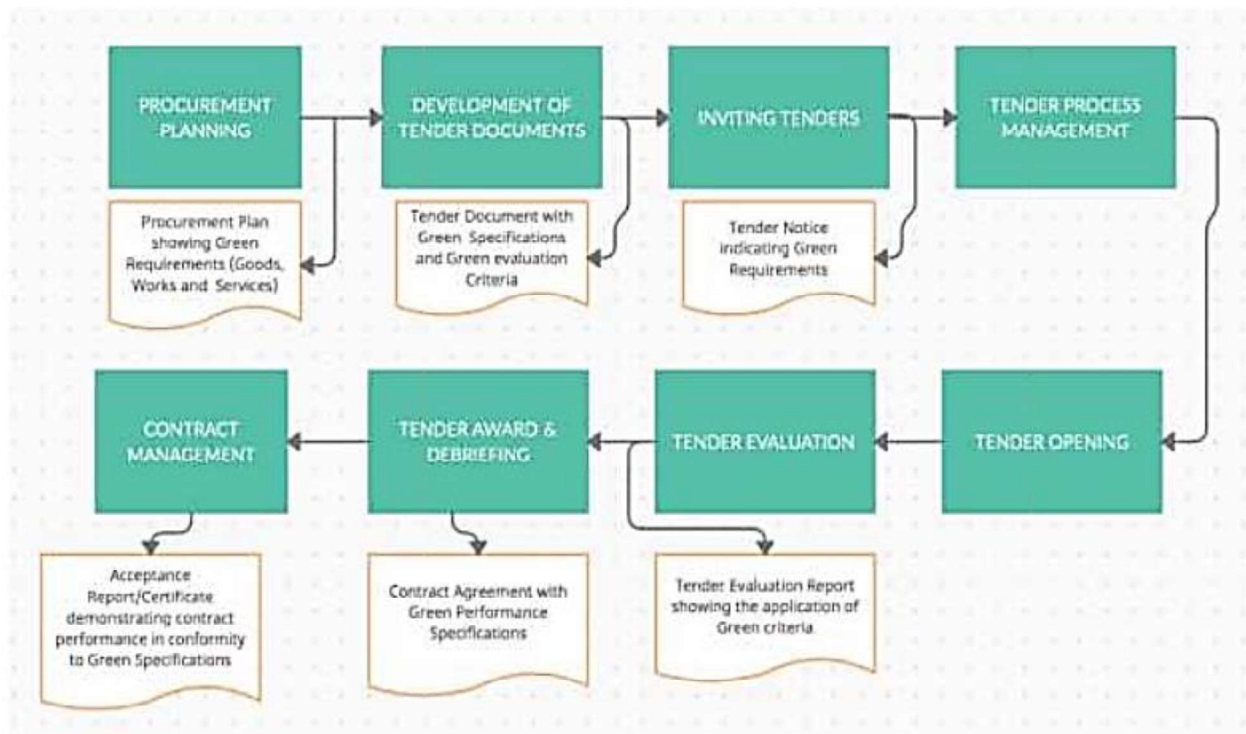 PROCUREMENT
PLANNING
DEVELOPMENT OF
TENDER DOCUMENTS
INVITING TENDERS
TENDER PROCESS
MANAGEMENT
Procurement Plan
showing Green
Requirements (Goods,
Works and Services)
Tender Document with
Green Specifications
and Green evaluation
Criteria
Tender Notice
indicating Green
Requirements
CONTRACT
MANAGEMENT
TENDER AWARD &
DEBRIEFING
TENDER EVALUATION
TENDER OPENING
Acceptance
Report/Certificate
demonstrating contract
performance in conformity
to Green Specifications
Contract Agreement with
Green Performance
Specifications
Tender Evaluation Report
showing the application of
Green criteria